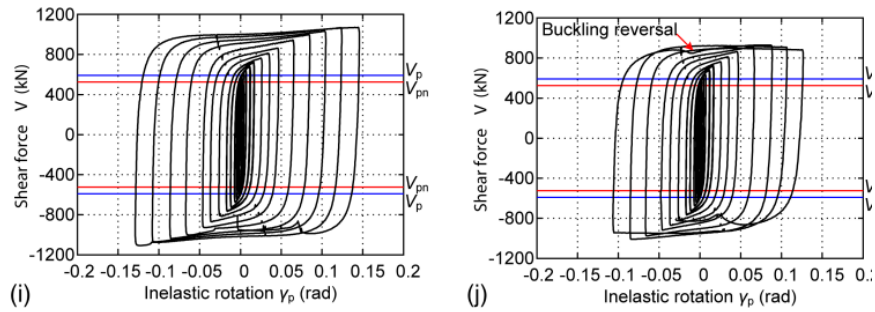 1200
800
400
0
-400
-800
-1200
Shear force V (kN)
Vp
Vpn
Vpn
Vp
-0.2 -0.15 -0.1 -0.05 0 0.05 0.1 0.15 0.2
(i) Inelastic rotation γp (rad)
Buckling reversal
1200
800
400
0
-400
-800
-1200
Shear force V (kN)
V
V
V
V
-0.2 -0.15 -0.1 -0.05 0 0.05 0.1 0.15 0.2
(j) Inelastic rotation γp (rad)